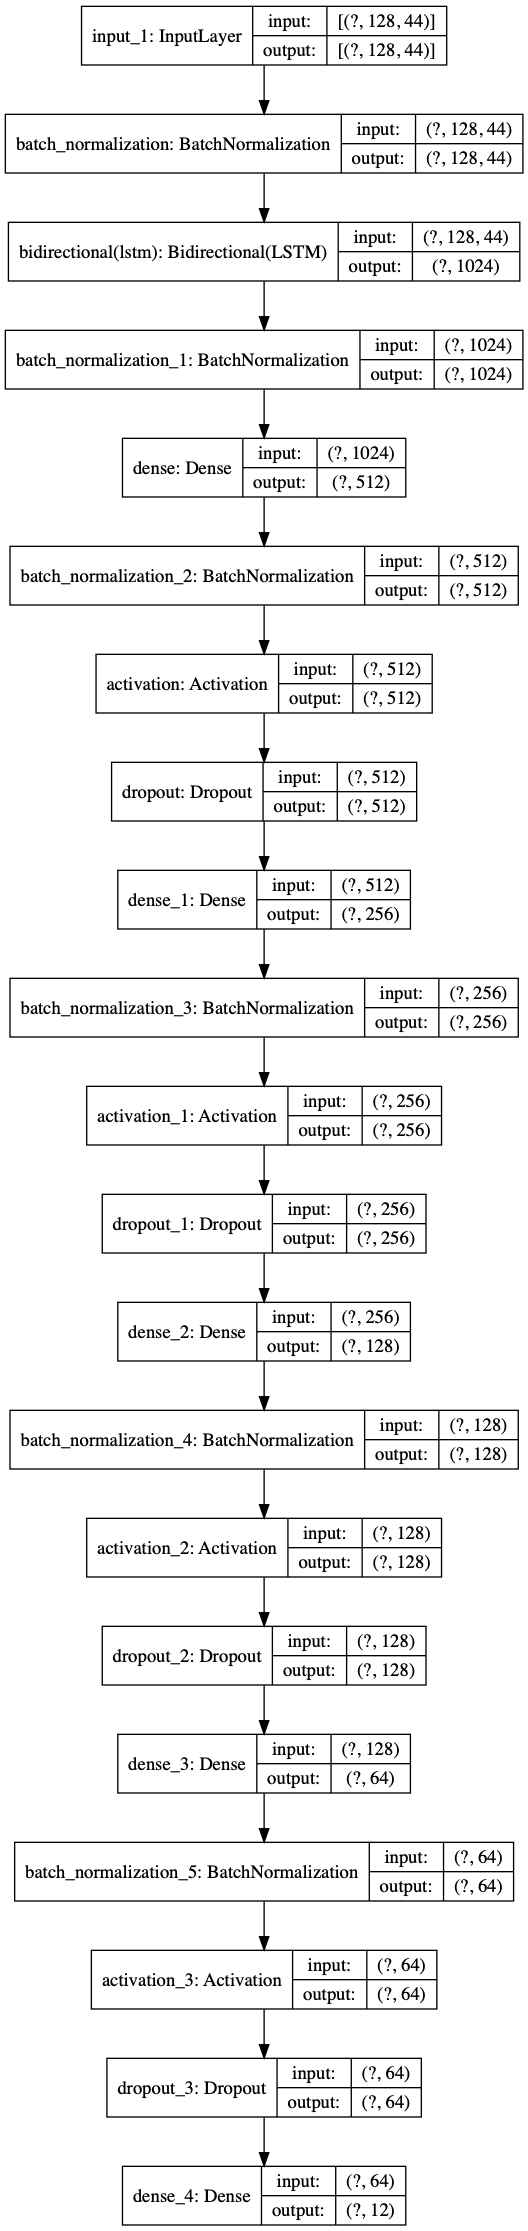 input_1: InputLayer
input: [(?, 128, 44)]
output: [(?, 128, 44)]
batch_normalization: BatchNormalization
input: (?, 128, 44)
output: (?, 128, 44)
bidirectional(lstm): Bidirectional(LSTM)
input: (?, 128, 44)
output: (?, 1024)
batch_normalization_1: BatchNormalization
input: (?, 1024)
output: (?, 1024)
dense: Dense
input: (?, 1024)
output: (?, 512)
batch_normalization_2: BatchNormalization
input: (?, 512)
output: (?, 512)
activation: Activation
input: (?, 512)
output: (?, 512)
dropout: Dropout
input: (?, 512)
output: (?, 512)
dense_1: Dense
input: (?, 512)
output: (?, 256)
batch_normalization_3: BatchNormalization
input: (?, 256)
output: (?, 256)
activation_1: Activation
input: (?, 256)
output: (?, 256)
dropout_1: Dropout
input: (?, 256)
output: (?, 256)
dense_2: Dense
input: (?, 256)
output: (?, 128)
batch_normalization_4: BatchNormalization
input: (?, 128)
output: (?, 128)
activation_2: Activation
input: (?, 128)
output: (?, 128)
dropout_2: Dropout
input: (?, 128)
output: (?, 128)
dense_3: Dense
input: (?, 128)
output: (?, 64)
batch_normalization_5: BatchNormalization
input: (?, 64)
output: (?, 64)
activation_3: Activation
input: (?, 64)
output: (?, 64)
dropout_3: Dropout
input: (?, 64)
output: (?, 64)
dense_4: Dense
input: (?, 64)
output: (?, 12)